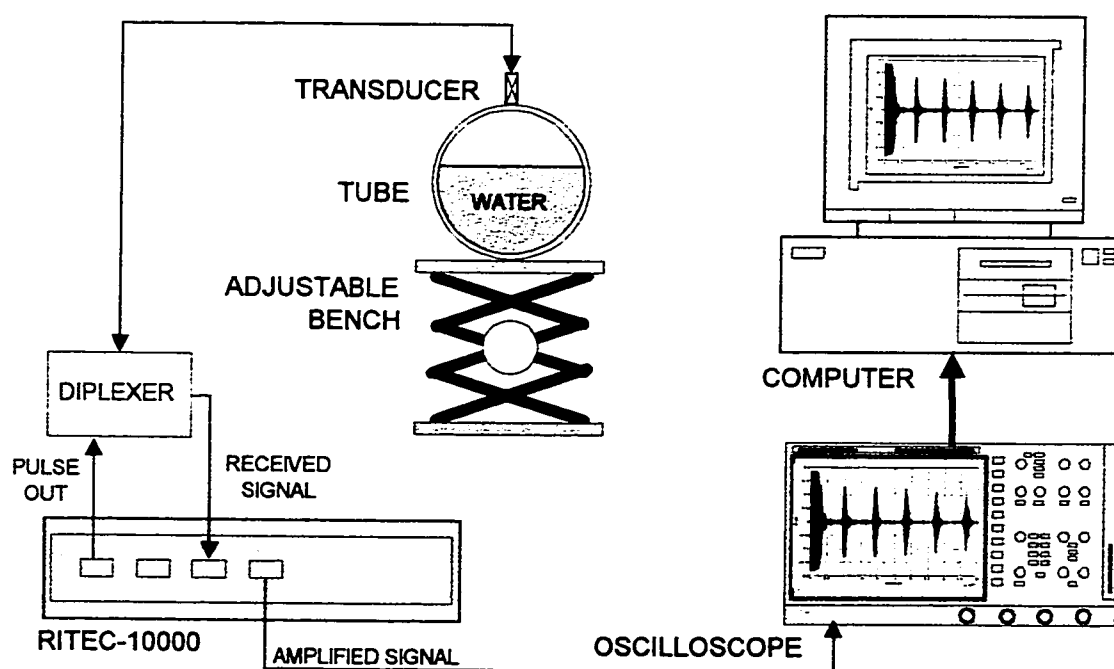 TRANSDUCER
TUBE
WATER
ADJUSTABLE
BENCH
DIPLEXER
COMPUTER
PULSE
OUT
RECEIVED
SIGNAL
RITEC-10000
AMPLIFIED SIGNAL
OSCILLOSCOPE